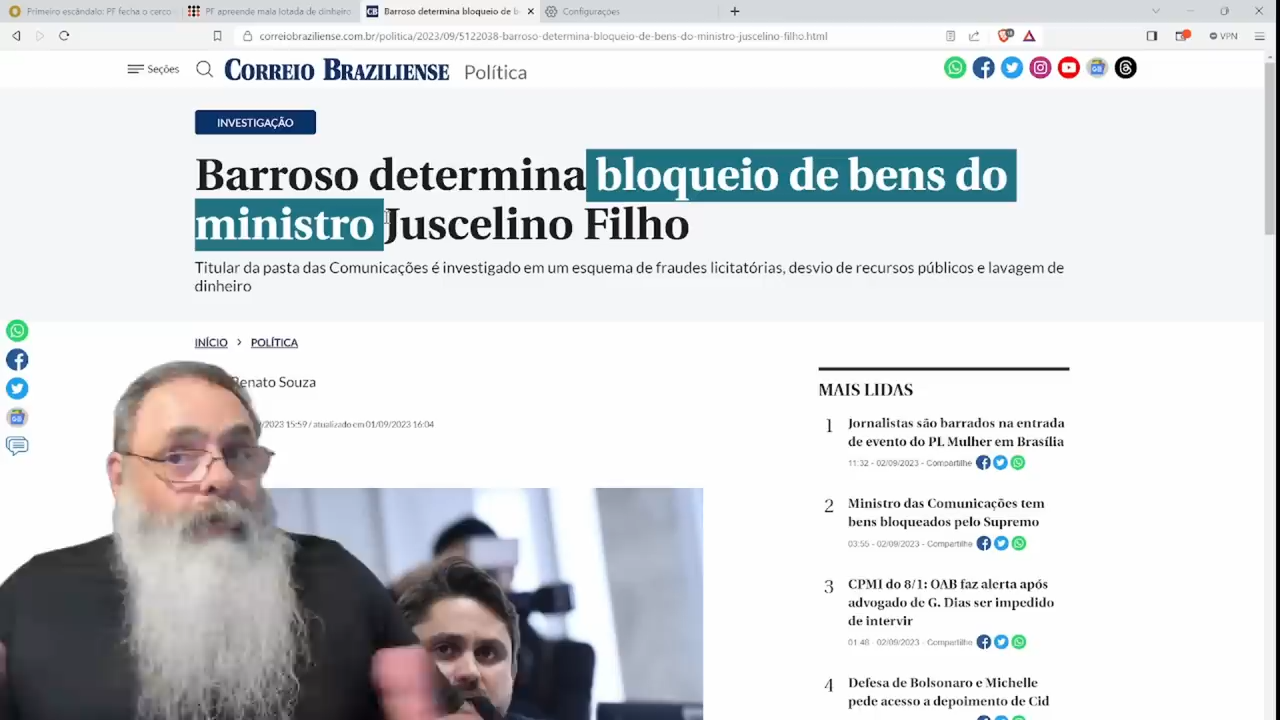 Primeiro escândalo: PF fecha o cerco
PF apreende mala lotada de dinheiro
Barroso determina bloqueio de b
Configurações
correiobraziliense.com.br/politica/2023/09/5122038-barroso-determina-bloqueio-de-bens-do-ministro-juscelino-filho.html
VPN
Seções
CORREIO BRAZILIENSE
Política
INVESTIGAÇÃO
Barroso determina bloqueio de bens do
ministro Juscelino Filho
Titular da pasta das Comunicações é investigado em um esquema de fraudes licitatórias, desvio de recursos públicos e lavagem de
dinheiro
INÍCIO > POLÍTICA
Renato Souza
/2023 15:59 / atualizado em 01/09/2023 16:04
MAIS LIDAS
1 Jornalistas são barrados na entrada
de evento do PL Mulher em Brasília
11:32 - 02/09/2023 - Compartilhe
2 Ministro das Comunicações tem
bens bloqueados pelo Supremo
03:55 - 02/09/2023 - Compartilhe
3 CPMI do 8/1: OAB faz alerta após
advogado de G. Dias ser impedido
de intervir
01:48 - 02/09/2023 - Compartilhe
4 Defesa de Bolsonaro e Michelle
pede acesso a depoimento de Cid